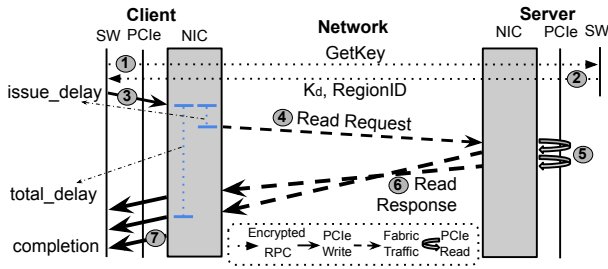 Client Network Server
SW PCIe NIC NIC PCIe SW
1 GetKey
Kd, RegionID 2
issue_delay 3
4 Read Request
5
total_delay
6 Read
Response
completion 7
Encrypted PCIe Fabric PCIe
RPC Write Traffic Read